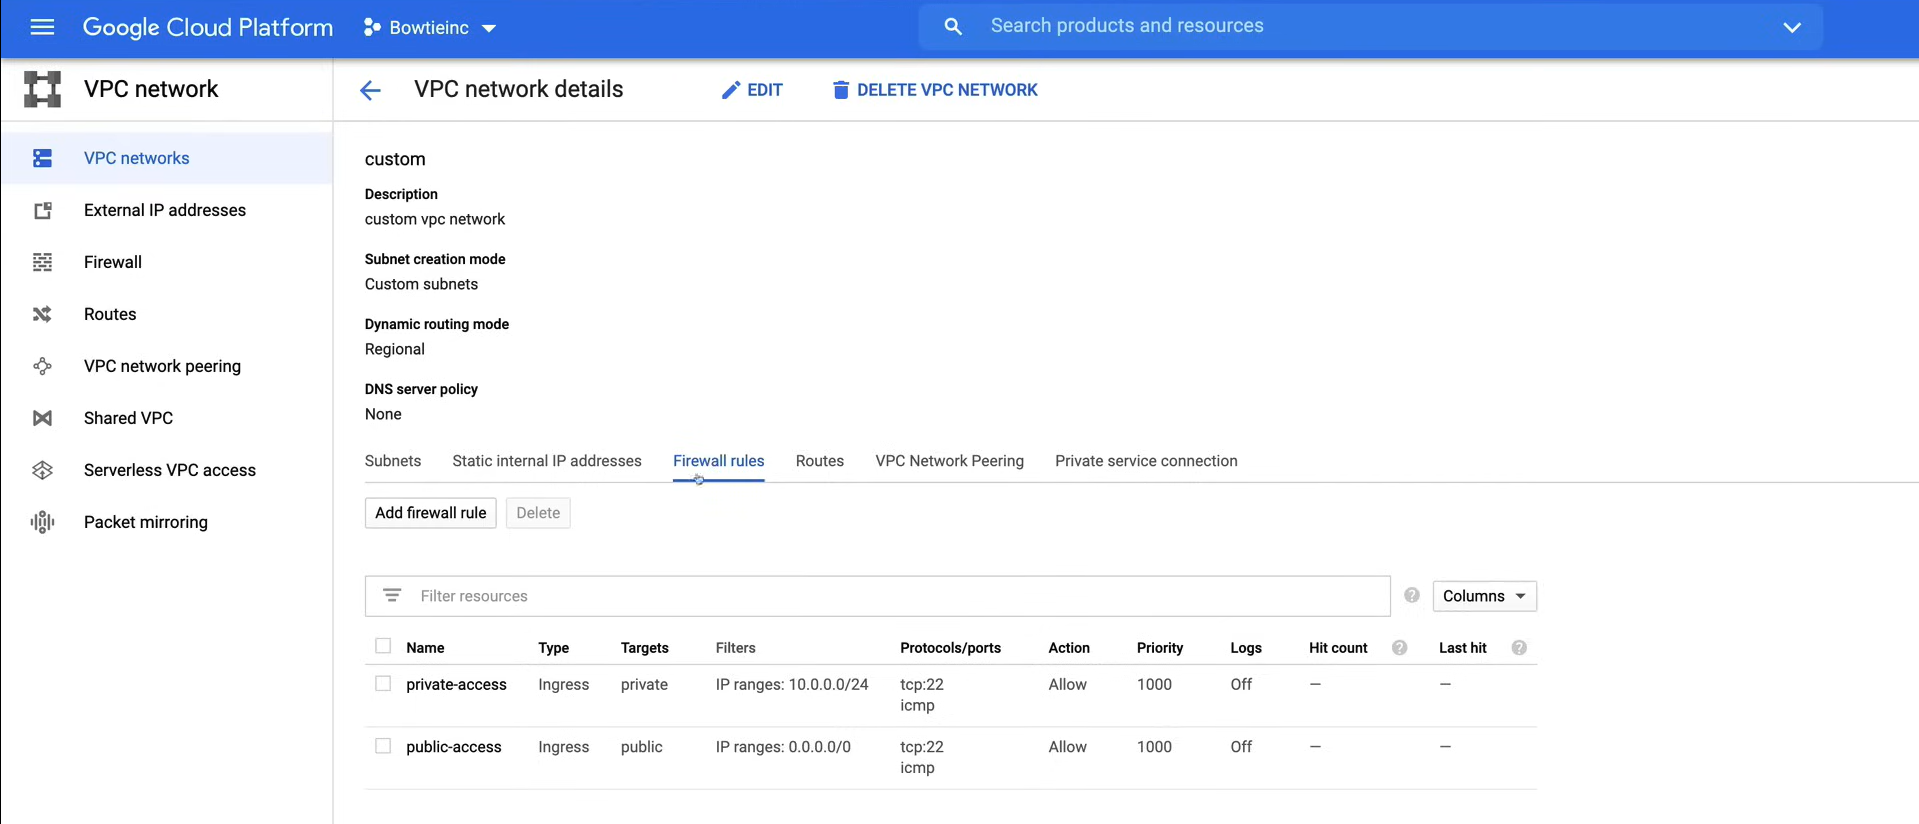 Google Cloud Platform Bowtieinc Search products and resources
VPC network VPC network details EDIT DELETE VPC NETWORK
VPC networks
External IP addresses
Firewall
Routes
VPC network peering
Shared VPC
Serverless VPC access
Packet mirroring
custom
Description
custom vpc network
Subnet creation mode
Custom subnets
Dynamic routing mode
Regional
DNS server policy
None
Subnets Static internal IP addresses Firewall rules Routes VPC Network Peering Private service connection
Add firewall rule Delete
Filter resources ? Columns
Name Type Targets Filters Protocols/ports Action Priority Logs Hit count ? Last hit ?
private-access Ingress private IP ranges: 10.0.0.0/24 tcp:22 Allow 1000 Off — —
icmp
public-access Ingress public IP ranges: 0.0.0.0/0 tcp:22 Allow 1000 Off — —
icmp